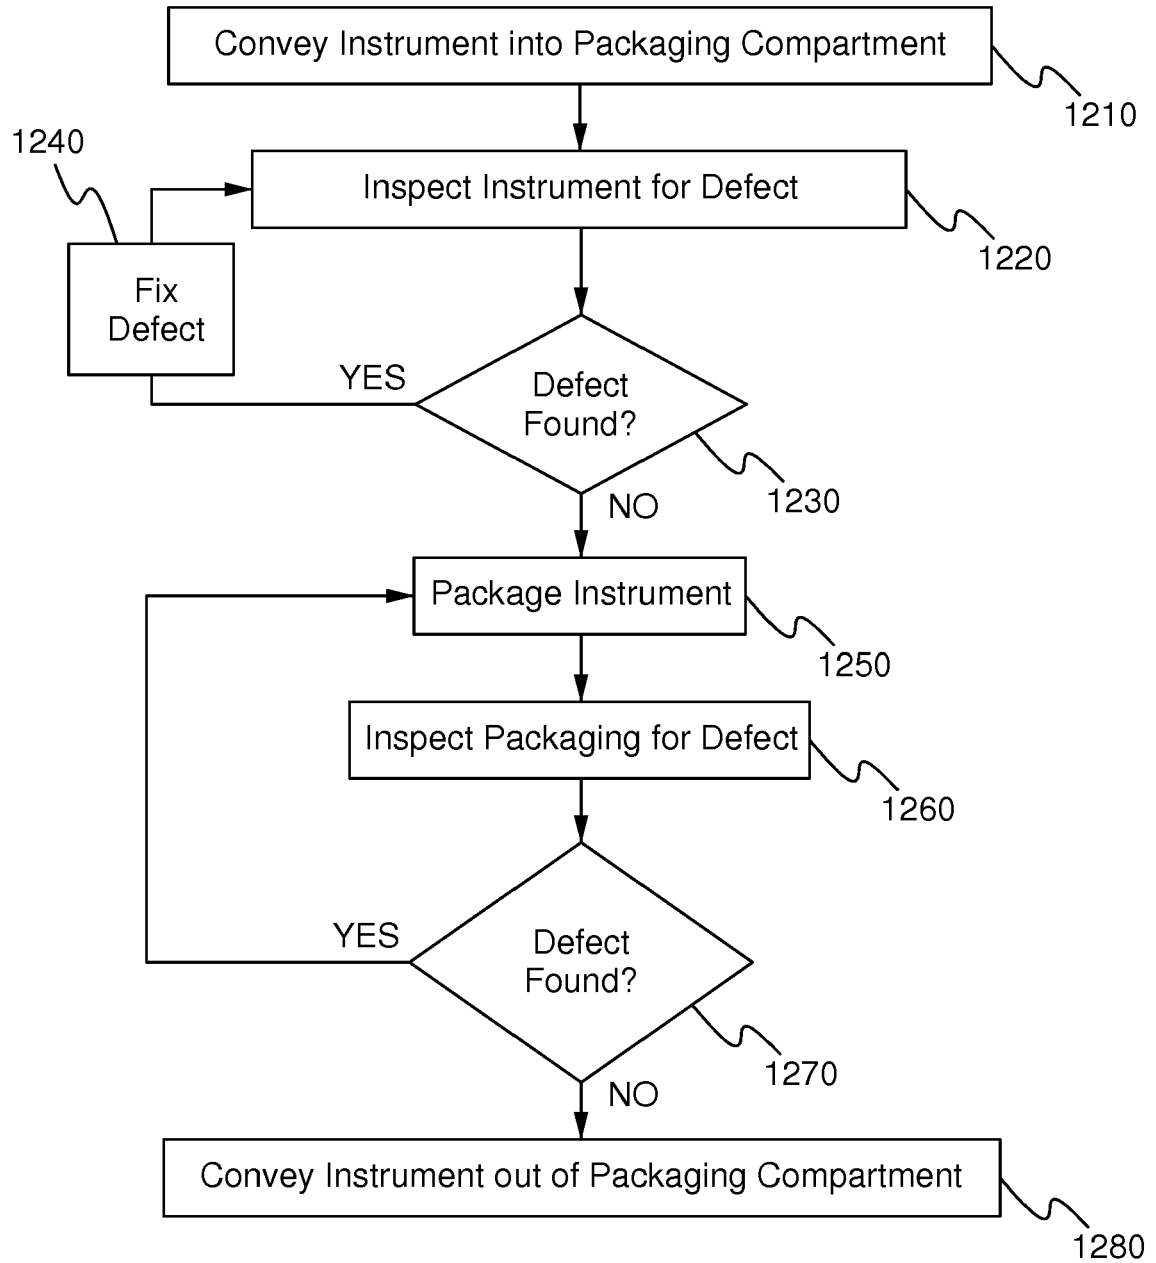 Convey Instrument into Packaging Compartment
1210
1240
Inspect Instrument for Defect
1220
Fix
Defect
YES
Defect
Found?
1230
NO
Package Instrument
1250
Inspect Packaging for Defect
1260
YES
Defect
Found?
1270
NO
Convey Instrument out of Packaging Compartment
1280